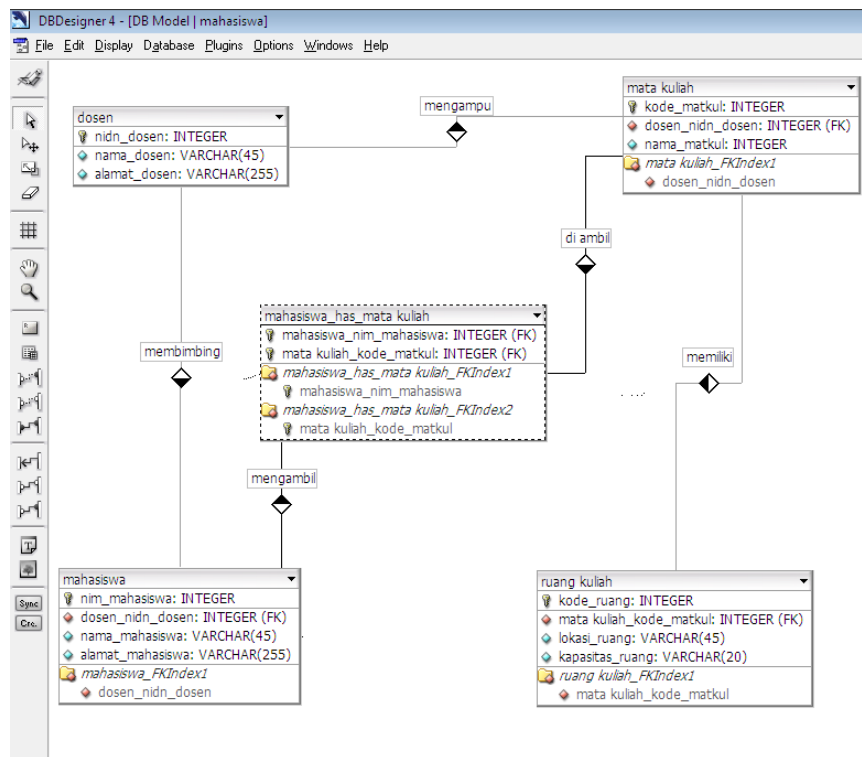 DBDesigner 4 - [DB Model | mahasiswa]
File Edit Display Database Plugins Options Windows Help
dosen
nidn_dosen: INTEGER
nama_dosen: VARCHAR(45)
alamat_dosen: VARCHAR(255)
mengampu
mata kuliah
kode_matkul: INTEGER
dosen_nidn_dosen: INTEGER (FK)
nama_matkul: INTEGER
mata kuliah_FKIndex1
dosen_nidn_dosen
di ambil
mahasiswa_has_mata kuliah
mahasiswa_nim_mahasiswa: INTEGER (FK)
mata kuliah_kode_matkul: INTEGER (FK)
mahasiswa_has_mata kuliah_FKIndex1
mahasiswa_nim_mahasiswa
mahasiswa_has_mata kuliah_FKIndex2
mata kuliah_kode_matkul
membimbing
memiliki
mengambil
mahasiswa
nim_mahasiswa: INTEGER
dosen_nidn_dosen: INTEGER (FK)
nama_mahasiswa: VARCHAR(45)
alamat_mahasiswa: VARCHAR(255)
mahasiswa_FKIndex1
dosen_nidn_dosen
ruang kuliah
kode_ruang: INTEGER
mata kuliah_kode_matkul: INTEGER (FK)
lokasi_ruang: VARCHAR(45)
kapasitas_ruang: VARCHAR(20)
ruang kuliah_FKIndex1
mata kuliah_kode_matkul
Sync
Cre.